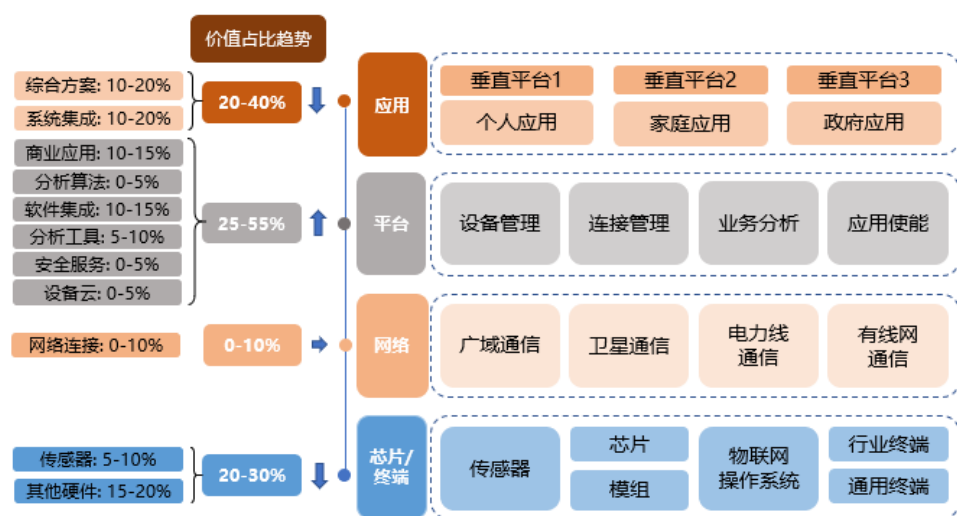 价值占比趋势
综合方案: 10-20%
系统集成: 10-20%
20-40%
应用
垂直平台1
垂直平台2
垂直平台3
个人应用
家庭应用
政府应用
商业应用: 10-15%
分析算法: 0-5%
软件集成: 10-15%
分析工具: 5-10%
安全服务: 0-5%
设备云: 0-5%
25-55%
平台
设备管理
连接管理
业务分析
应用使能
网络连接: 0-10%
0-10%
网络
广域通信
卫星通信
电力线
通信
有线网
通信
传感器: 5-10%
其他硬件: 15-20%
20-30%
芯片/
终端
传感器
芯片
模组
物联网
操作系统
行业终端
通用终端